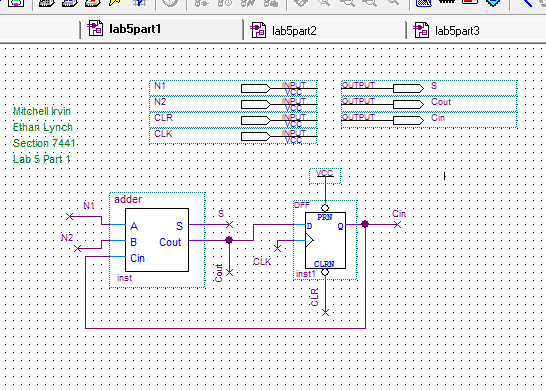 lab5part1 lab5part2 lab5part3
N1 INPUT VCC OUTPUT S
N2 INPUT VCC OUTPUT Cout
CLR INPUT VCC OUTPUT Cin
CLK INPUT VCC
Mitchell Irvin
Ethan Lynch
Section 7441
Lab 5 Part 1
VCC
adder
DFF
N1 A S S
PRN
D Q Cin
N2 B Cout
Cin
CLK
Cout
CLRN
inst
inst1
CLR